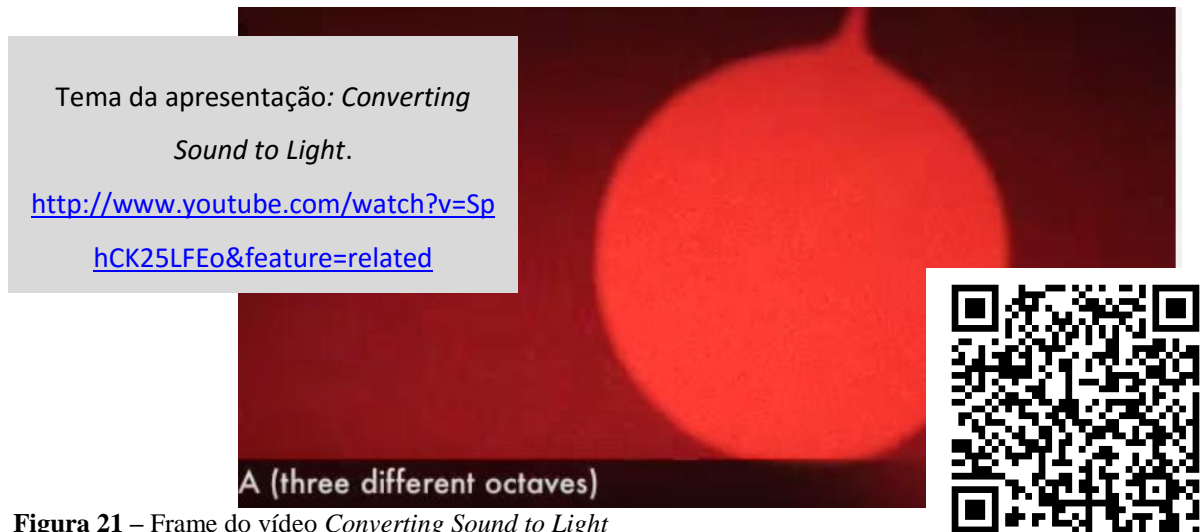 Tema da apresentação: Converting
Sound to Light.
http://www.youtube.com/watch?v=Sp
hCK25LFEo&feature=related
A (three different octaves)
Figura 21 – Frame do vídeo Converting Sound to Light